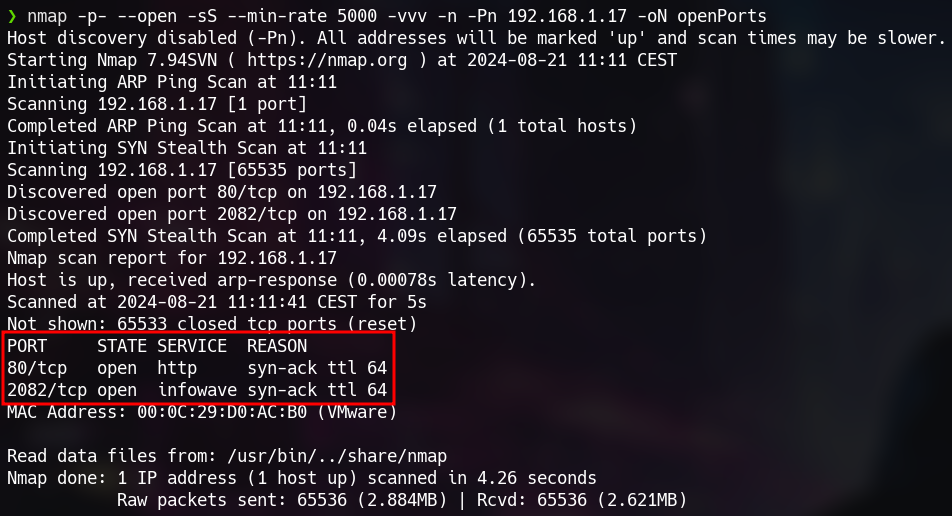 ❯ nmap -p- --open -sS --min-rate 5000 -vvv -n -Pn 192.168.1.17 -oN openPorts
Host discovery disabled (-Pn). All addresses will be marked 'up' and scan times may be slower.
Starting Nmap 7.94SVN ( https://nmap.org ) at 2024-08-21 11:11 CEST
Initiating ARP Ping Scan at 11:11
Scanning 192.168.1.17 [1 port]
Completed ARP Ping Scan at 11:11, 0.04s elapsed (1 total hosts)
Initiating SYN Stealth Scan at 11:11
Scanning 192.168.1.17 [65535 ports]
Discovered open port 80/tcp on 192.168.1.17
Discovered open port 2082/tcp on 192.168.1.17
Completed SYN Stealth Scan at 11:11, 4.09s elapsed (65535 total ports)
Nmap scan report for 192.168.1.17
Host is up, received arp-response (0.00078s latency).
Scanned at 2024-08-21 11:11:41 CEST for 5s
Not shown: 65533 closed tcp ports (reset)
PORT     STATE SERVICE  REASON
80/tcp   open  http     syn-ack ttl 64
2082/tcp open  infowave syn-ack ttl 64
MAC Address: 00:0C:29:D0:AC:B0 (VMware)
Read data files from: /usr/bin/../share/nmap
Nmap done: 1 IP address (1 host up) scanned in 4.26 seconds
Raw packets sent: 65536 (2.884MB) | Rcvd: 65536 (2.621MB)